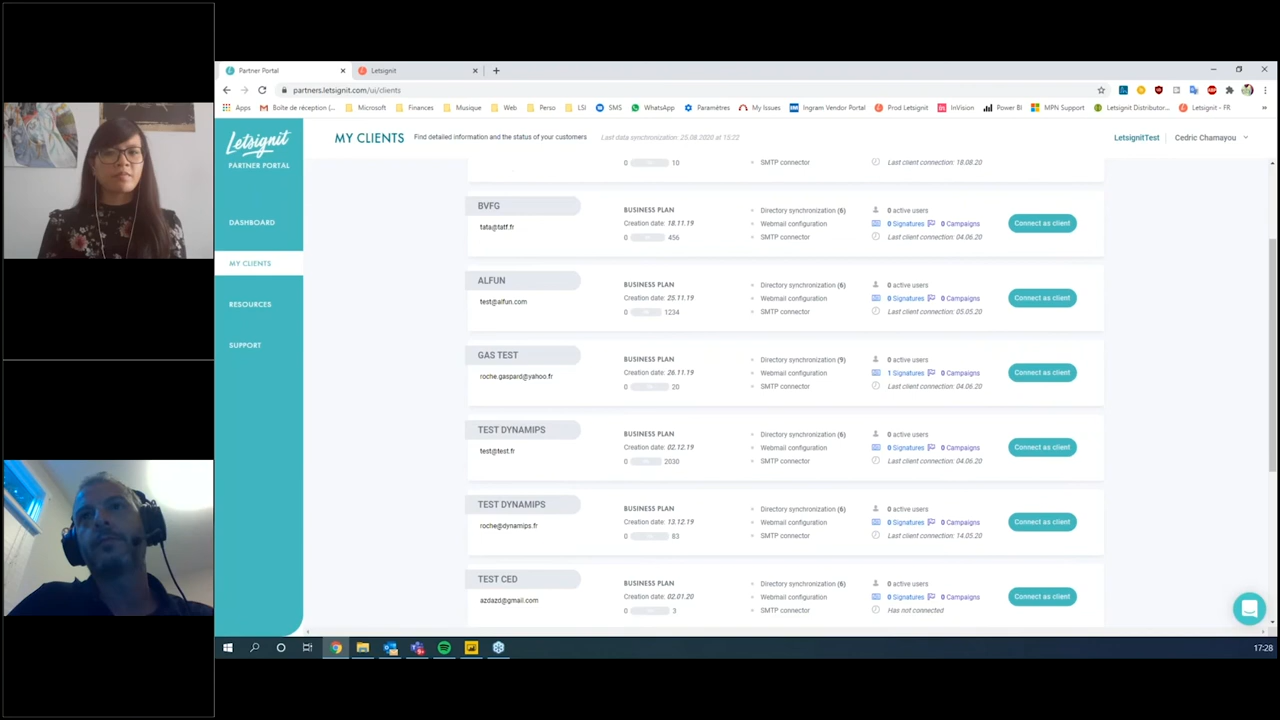 Partner Portal
Letsignit
partners.letsignit.com/ui/clients
Apps
Boîte de réception (...
Microsoft
Finances
Musique
Web
Perso
LSI
SMS
WhatsApp
Paramètres
My Issues
Ingram Vendor Portal
Prod Letsignit
InVision
Power BI
MPN Support
Letsignit Distributor...
Letsignit - FR
Letsignit
PARTNER PORTAL
DASHBOARD
MY CLIENTS
RESOURCES
SUPPORT
MY CLIENTS Find detailed information and the status of your customers Last data synchronization: 25.08.2020 at 15:22
LetsignitTest Cedric Chamayou
0 10
SMTP connector
Last client connection: 18.08.20
BVFG
tata@tatf.fr
BUSINESS PLAN
Creation date: 18.11.19
0 456
Directory synchronization (6)
Webmail configuration
SMTP connector
0 active users
0 Signatures 0 Campaigns
Last client connection: 04.06.20
Connect as client
ALFUN
test@alfun.com
BUSINESS PLAN
Creation date: 25.11.19
0 1234
Directory synchronization (6)
Webmail configuration
SMTP connector
0 active users
0 Signatures 0 Campaigns
Last client connection: 05.05.20
Connect as client
GAS TEST
roche.gaspard@yahoo.fr
BUSINESS PLAN
Creation date: 26.11.19
0 20
Directory synchronization (9)
Webmail configuration
SMTP connector
0 active users
1 Signatures 0 Campaigns
Last client connection: 04.06.20
Connect as client
TEST DYNAMIPS
test@test.fr
BUSINESS PLAN
Creation date: 02.12.19
0 2030
Directory synchronization (6)
Webmail configuration
SMTP connector
0 active users
0 Signatures 0 Campaigns
Last client connection: 04.06.20
Connect as client
TEST DYNAMIPS
roche@dynamips.fr
BUSINESS PLAN
Creation date: 13.12.19
0 83
Directory synchronization (6)
Webmail configuration
SMTP connector
0 active users
0 Signatures 0 Campaigns
Last client connection: 14.05.20
Connect as client
TEST CED
azdazd@gmail.com
BUSINESS PLAN
Creation date: 02.01.20
0 3
Directory synchronization (6)
Webmail configuration
SMTP connector
0 active users
0 Signatures 0 Campaigns
Has not connected
Connect as client
17:28